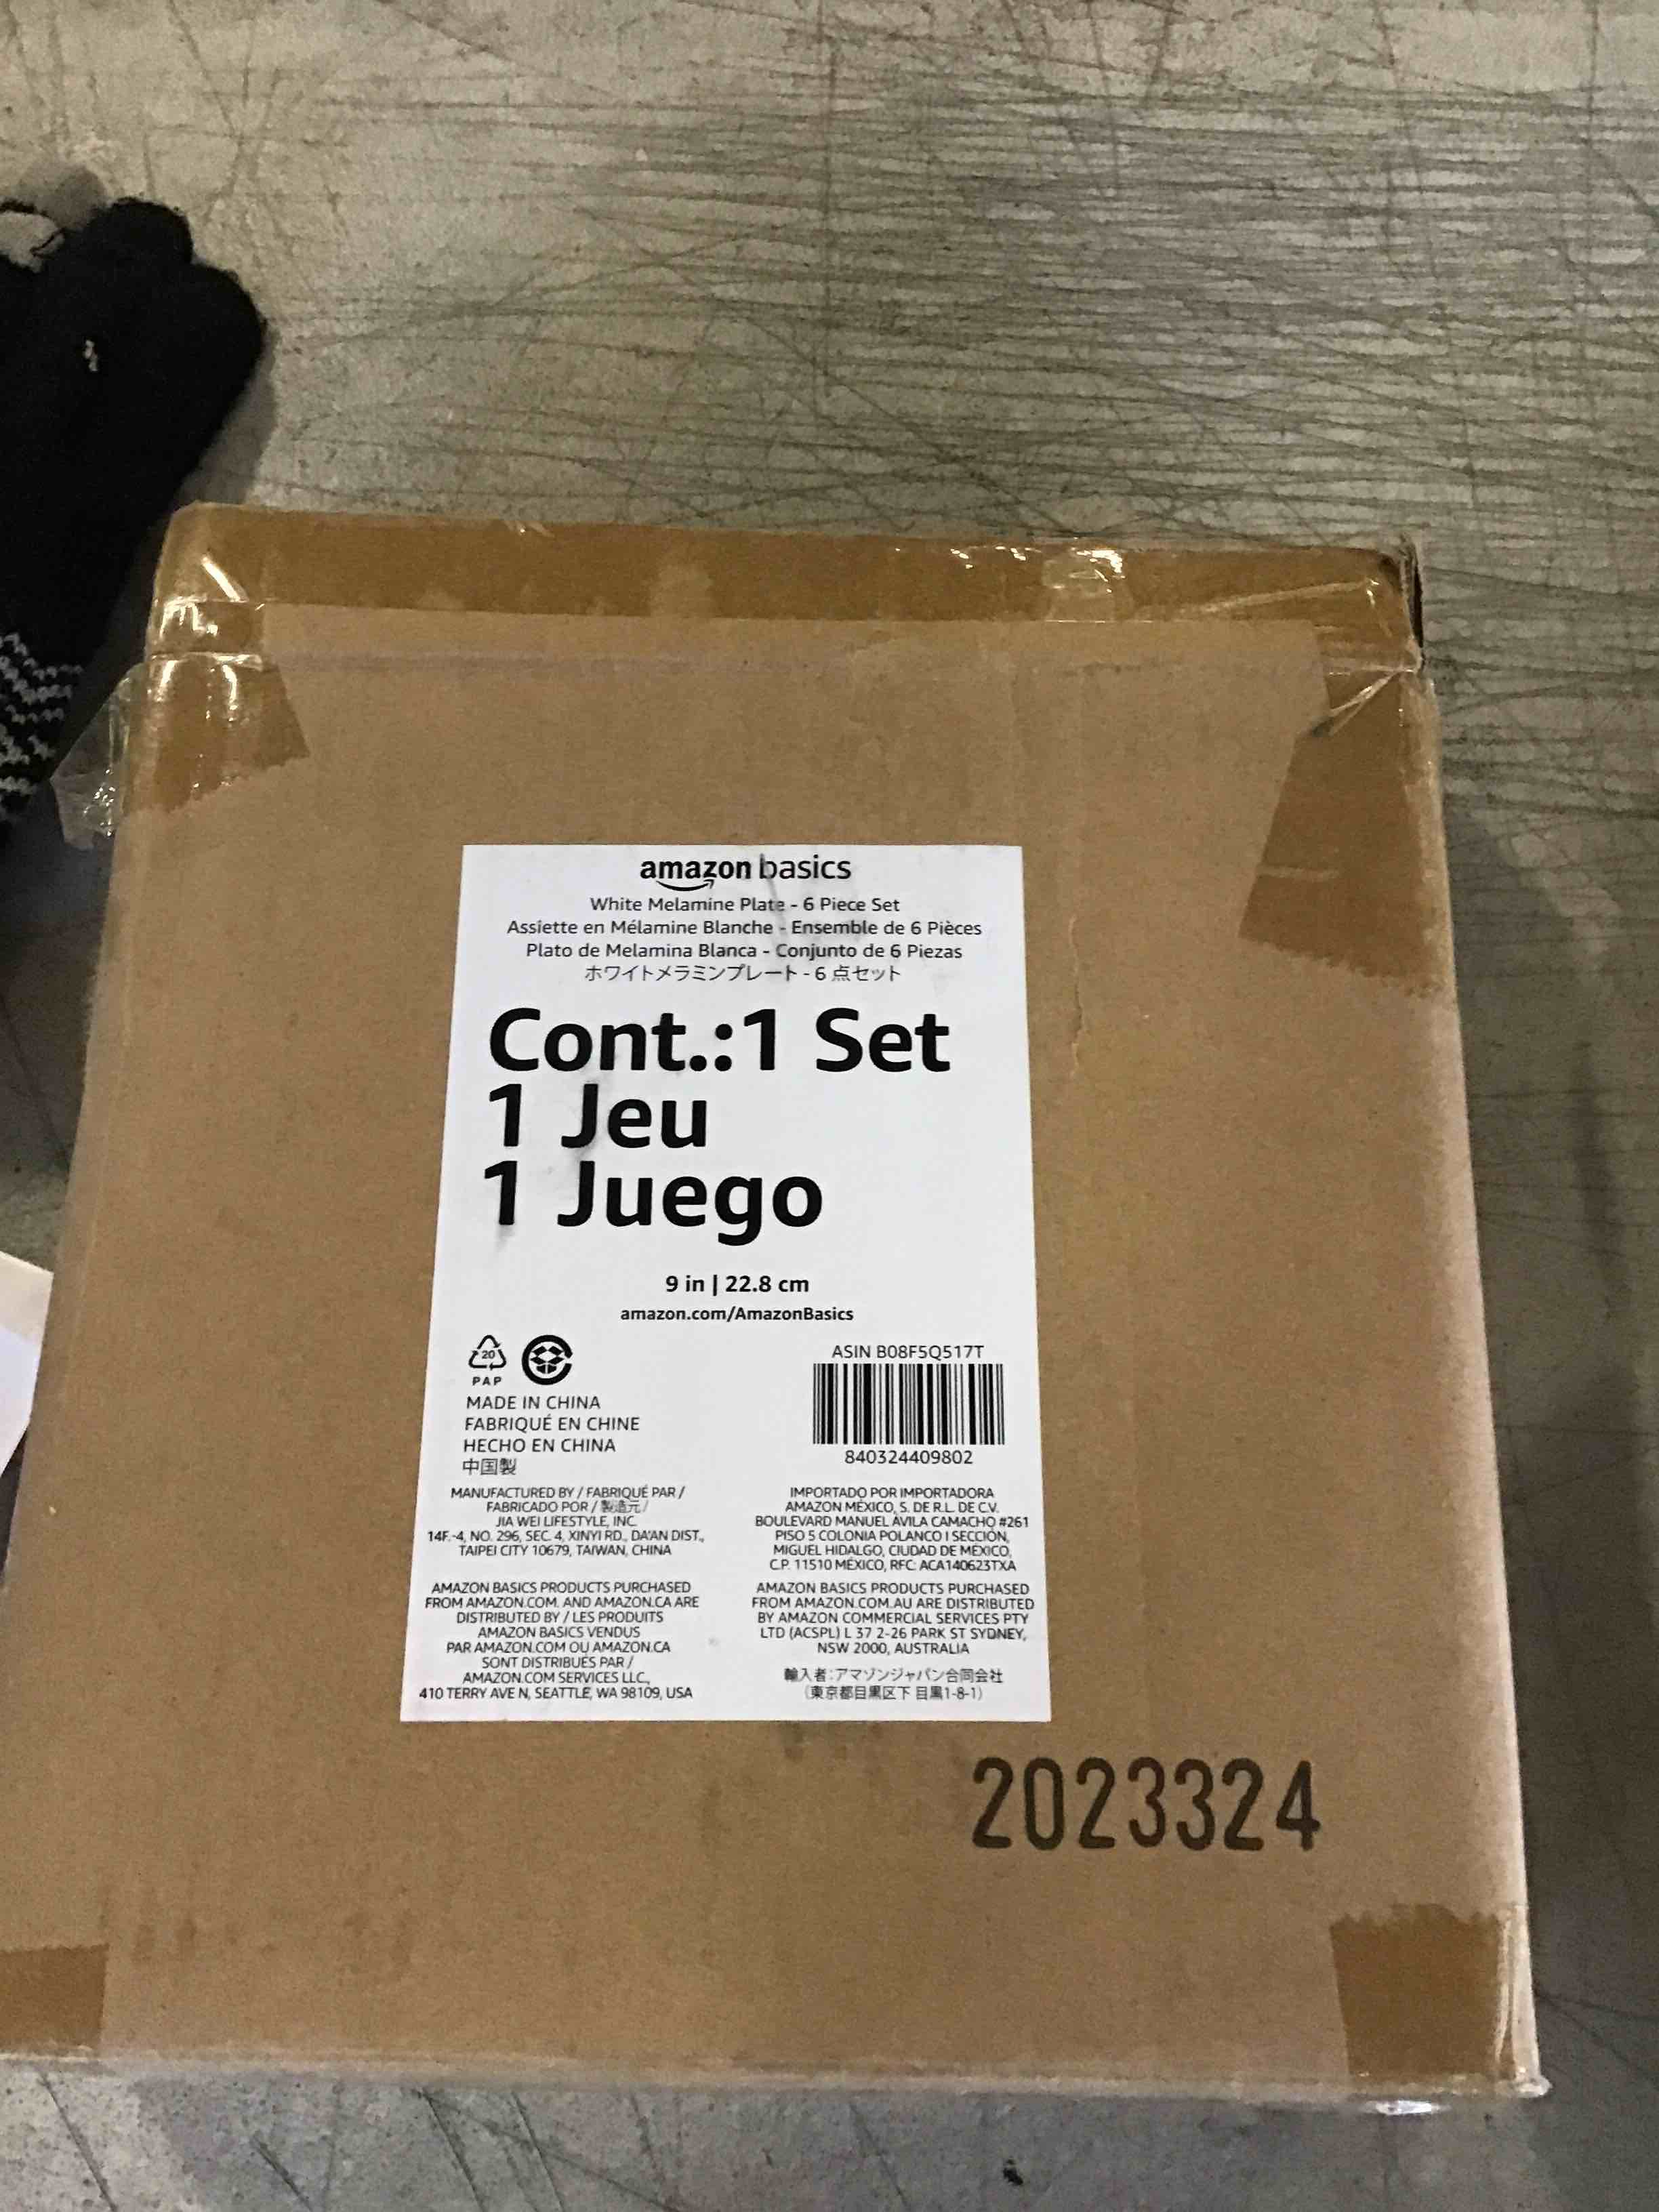 amazon basics
White Melamine Plate - 6 Piece Set
Assiette en Mélamine Blanche - Ensemble de 6 Pièces
Plato de Melamina Blanca - Conjunto de 6 Piezas
ホワイトメラミンプレート - 6 点セット
Cont.:1 Set
1 Jeu
1 Juego
9 in | 22.8 cm
amazon.com/AmazonBasics
20
PAP
MADE IN CHINA
FABRIQUÉ EN CHINE
HECHO EN CHINA
中国製
ASIN B08F5Q517T
840324409802
MANUFACTURED BY / FABRIQUÉ PAR /
FABRICADO POR / 製造元 /
JIA WEI LIFESTYLE, INC.
14F.-4, NO. 296, SEC. 4, XINYI RD., DA'AN DIST.,
TAIPEI CITY 10679, TAIWAN, CHINA
IMPORTADO POR IMPORTADORA
AMAZON MÉXICO, S. DE R.L. DE C.V.
BOULEVARD MANUEL ÁVILA CAMACHO #261
PISO 5 COLONIA POLANCO I SECCIÓN,
MIGUEL HIDALGO, CIUDAD DE MÉXICO,
C.P. 11510 MÉXICO, RFC: ACA140623TXA
AMAZON BASICS PRODUCTS PURCHASED
FROM AMAZON.COM. AND AMAZON.CA ARE
DISTRIBUTED BY / LES PRODUITS
AMAZON BASICS VENDUS
PAR AMAZON.COM OU AMAZON.CA
SONT DISTRIBUÉS PAR /
AMAZON.COM SERVICES LLC.,
410 TERRY AVE N, SEATTLE, WA 98109, USA
AMAZON BASICS PRODUCTS PURCHASED
FROM AMAZON.COM.AU ARE DISTRIBUTED
BY AMAZON COMMERCIAL SERVICES PTY
LTD (ACSPL) L 37 2-26 PARK ST SYDNEY,
NSW 2000, AUSTRALIA
輸入者：アマゾンジャパン合同会社
（東京都目黒区下 目黒1-8-1）
2023324